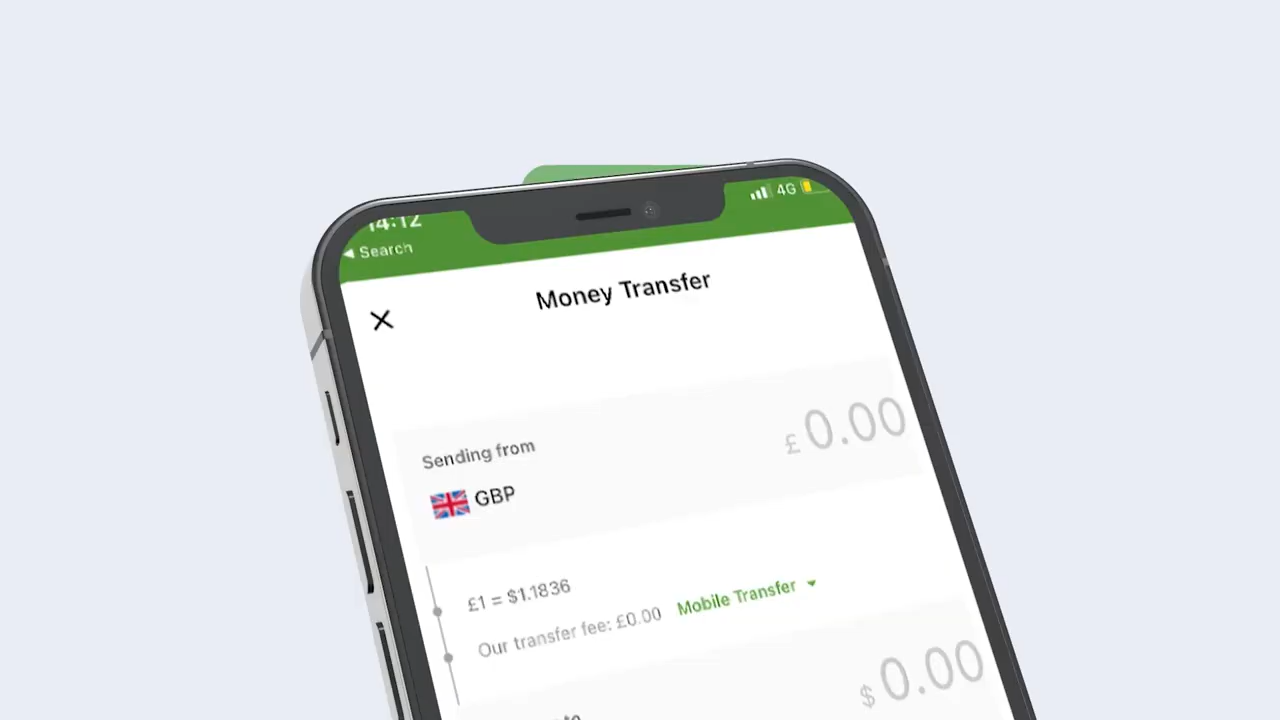 14:12
4G
◀ Search
Money Transfer
Sending from
£0.00
GBP
£1 = $1.1836
Our transfer fee: £0.00 Mobile Transfer
$0.00